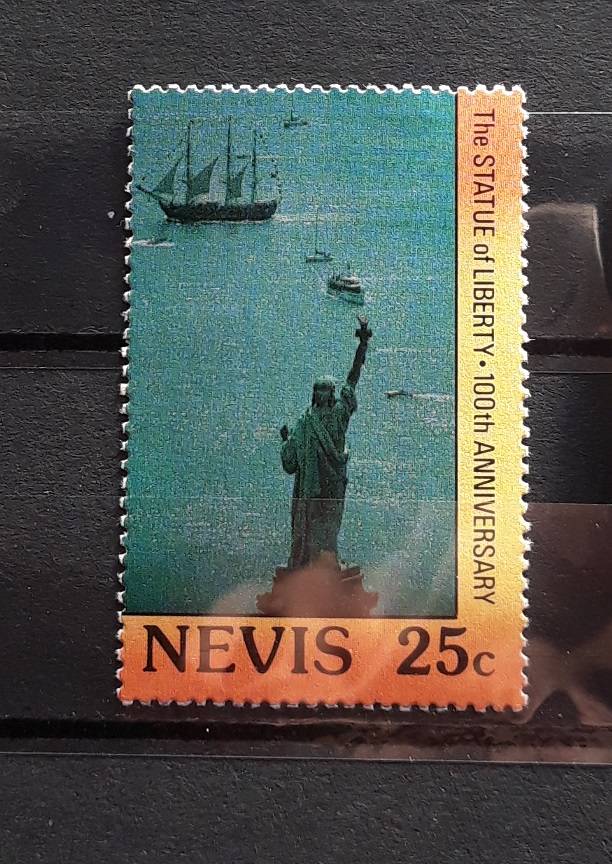 The STATUE of LIBERTY • 100th ANNIVERSARY
NEVIS 25c